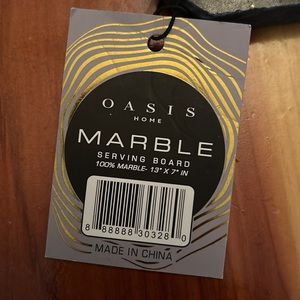 OASIS
HOME
MARBLE
SERVING BOARD
100% MARBLE- 13" X 7" IN
8 88888 30328 0
MADE IN CHINA